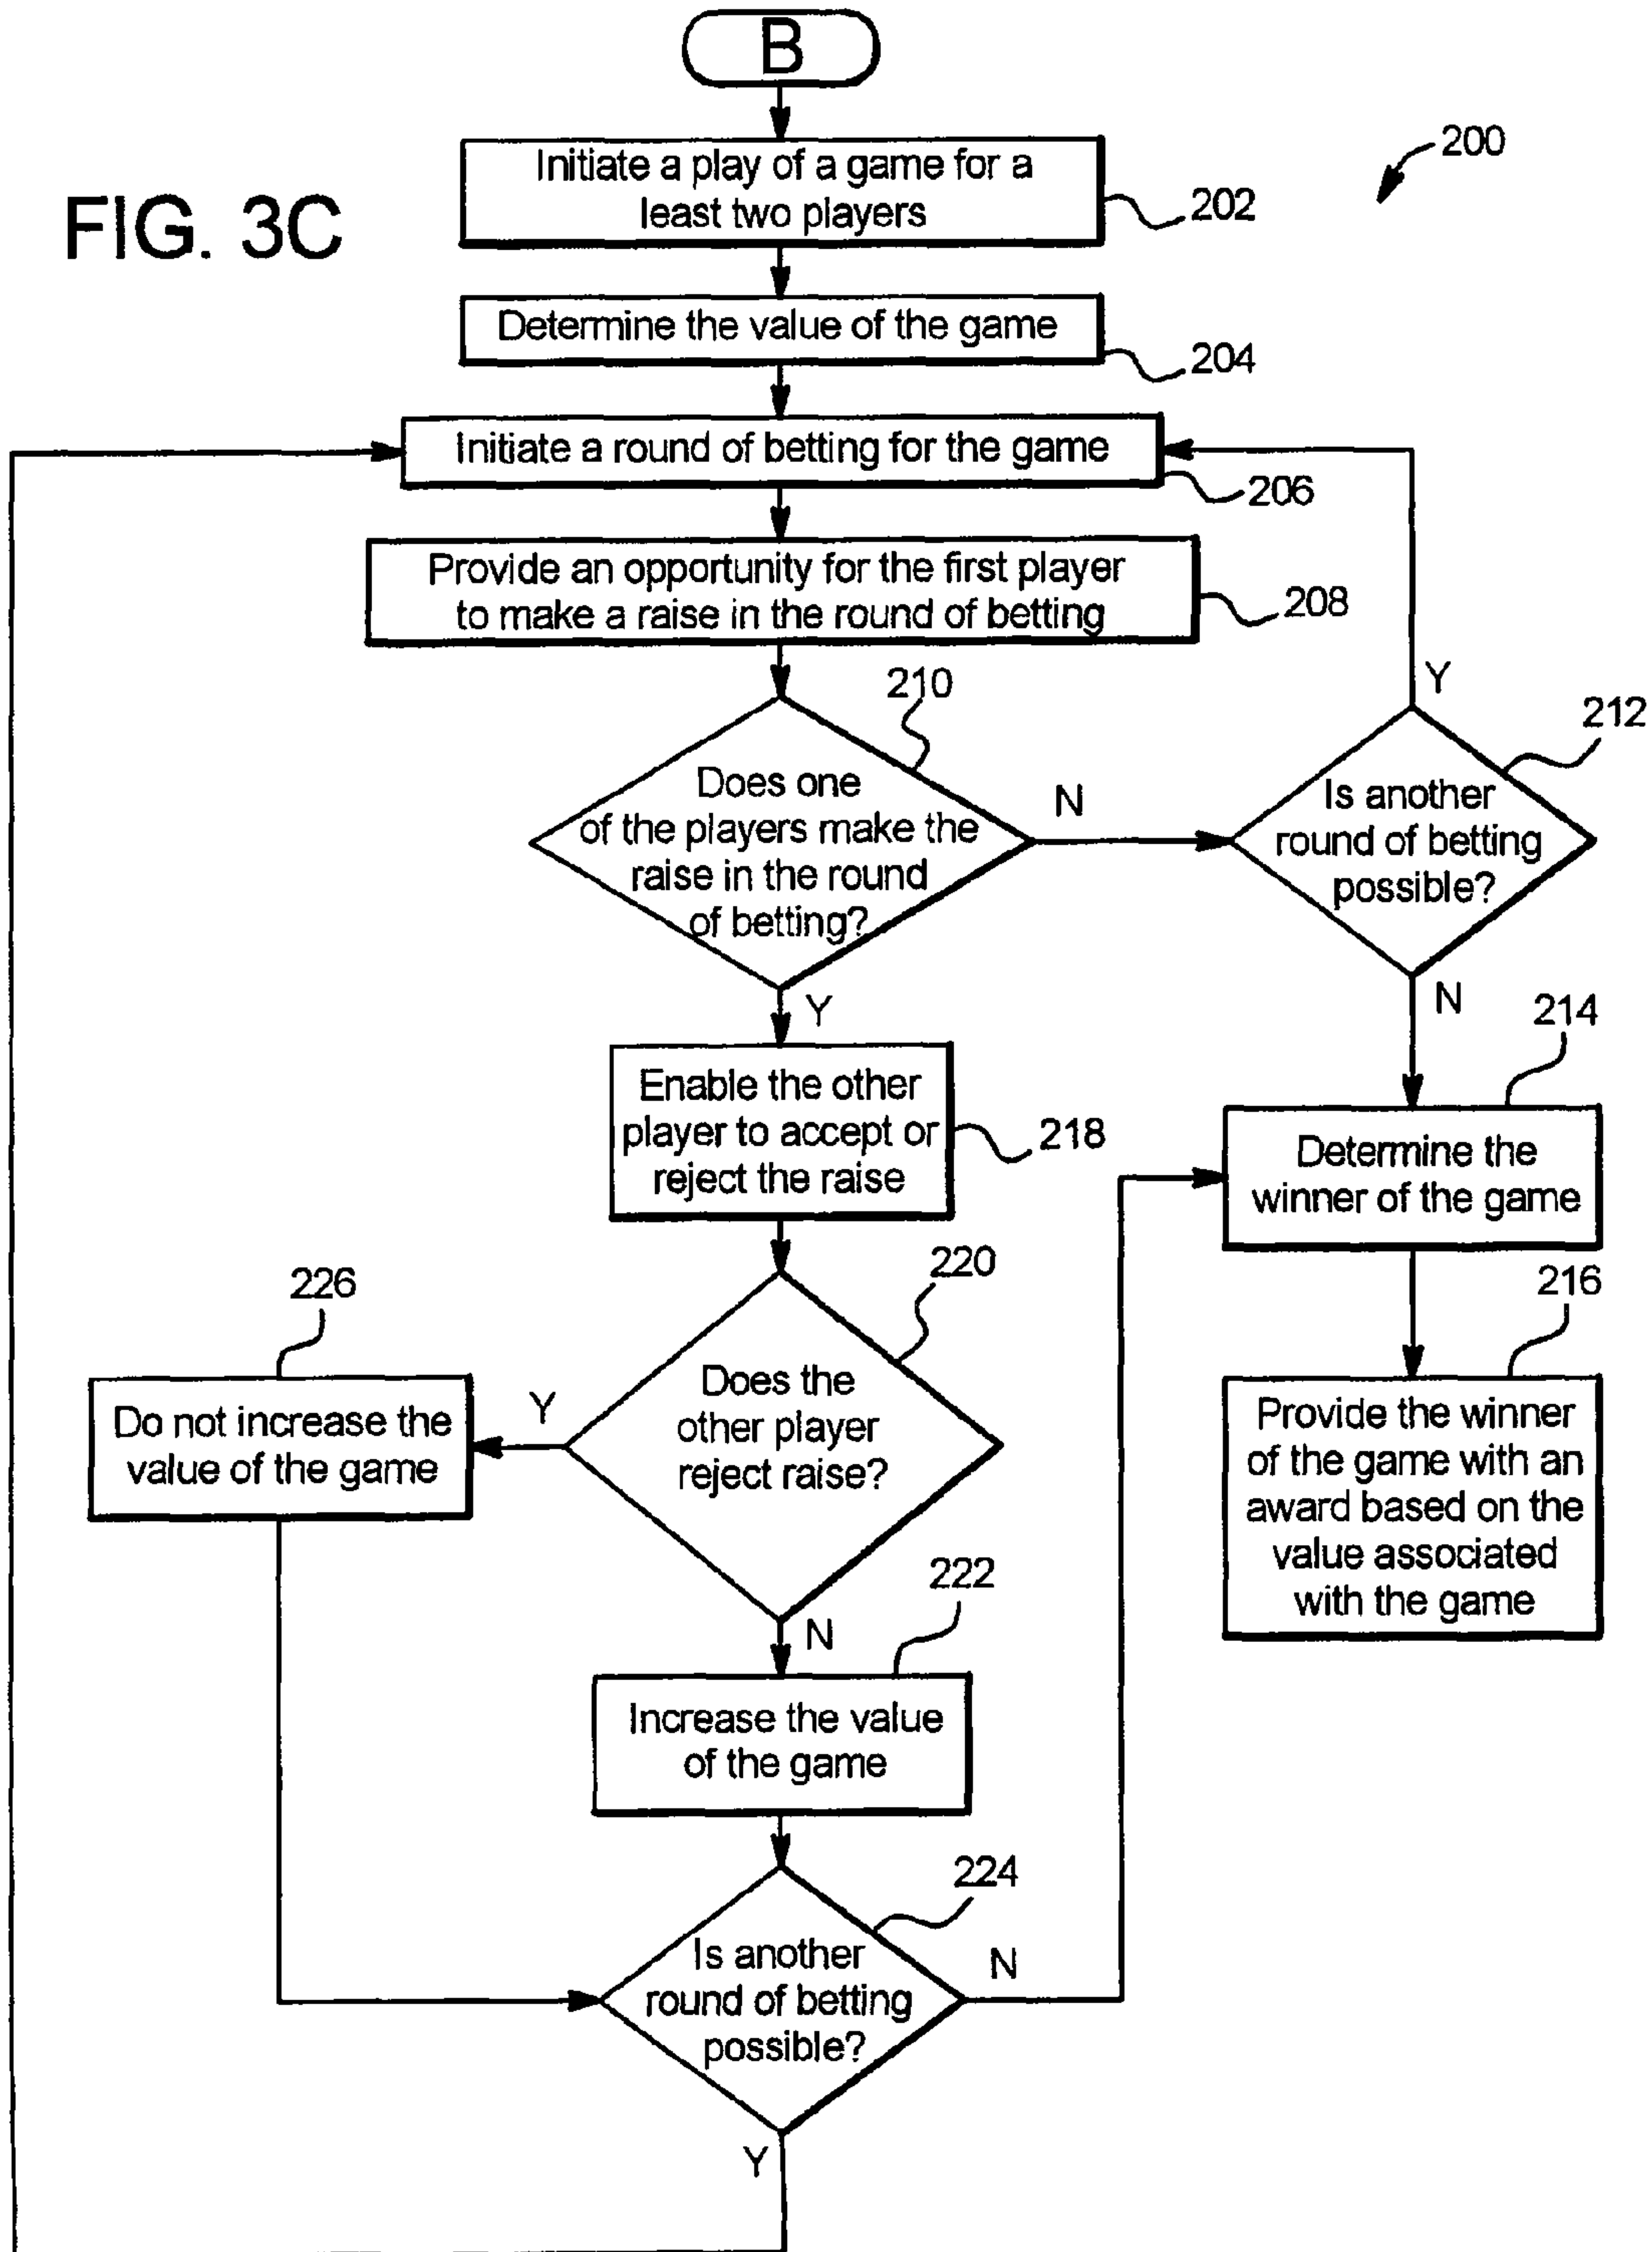 B
FIG. 3C
200
Initiate a play of a game for a
least two players
202
Determine the value of the game
204
Initiate a round of betting for the game
206
Provide an opportunity for the first player
to make a raise in the round of betting
208
210
Does one
of the players make the
raise in the round
of betting?
N
Y
212
Is another
round of betting
possible?
Y
N
214
Determine the
winner of the game
216
Provide the winner
of the game with an
award based on the
value associated
with the game
Enable the other
player to accept or
reject the raise
218
220
Does the
other player
reject raise?
Y
226
Do not increase the
value of the game
N
222
Increase the value
of the game
224
Is another
round of betting
possible?
N
Y